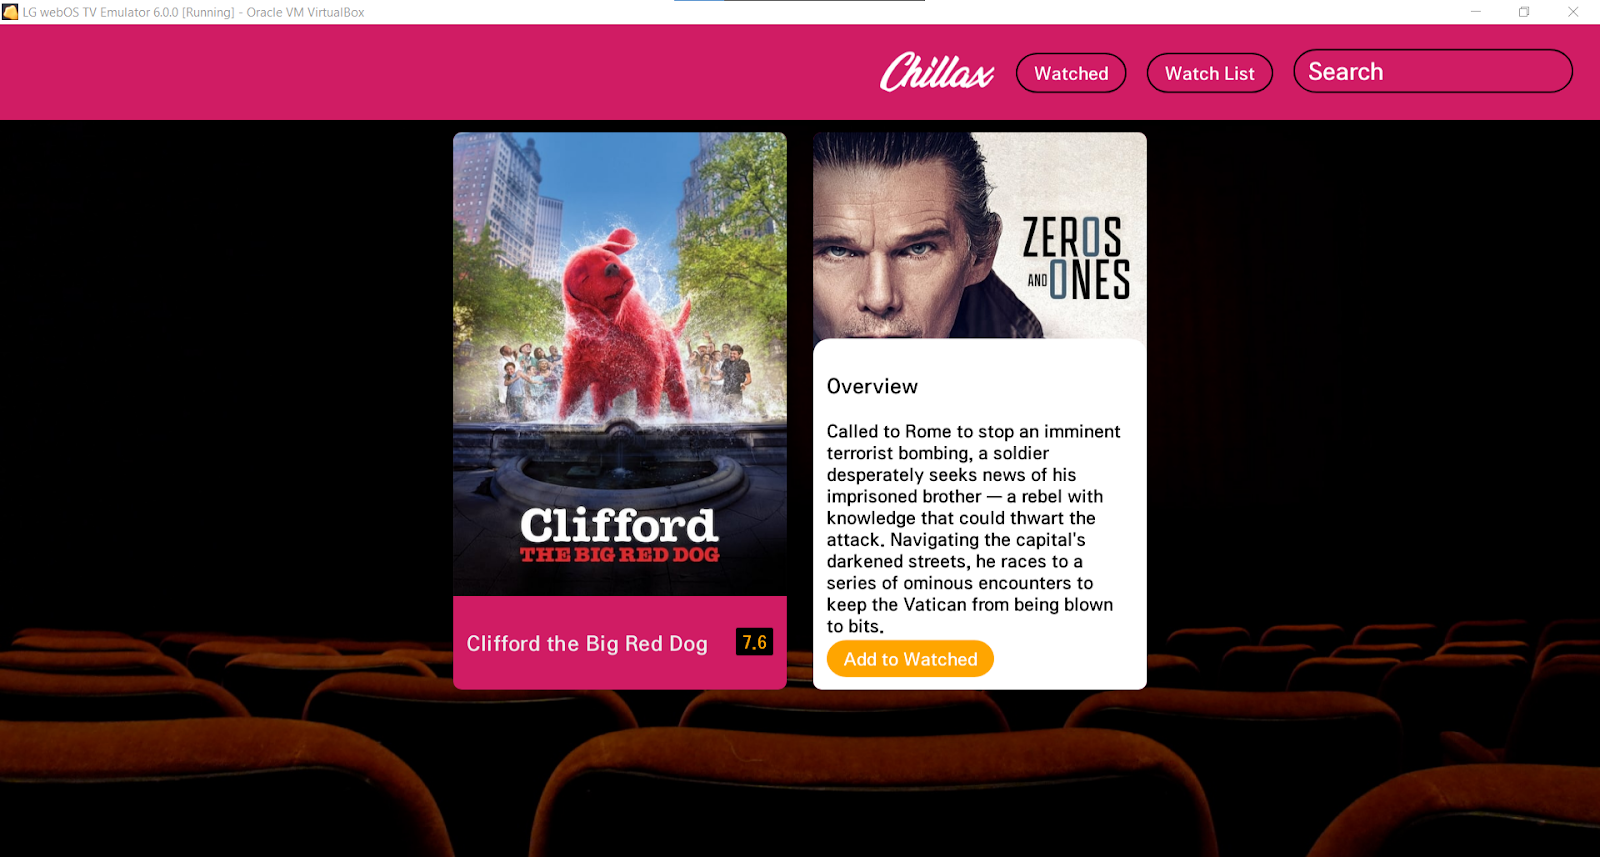 LG webOS TV Emulator 6.0.0 [Running] - Oracle VM VirtualBox
Chillax
Watched
Watch List
Search
Clifford
THE BIG RED DOG
Clifford the Big Red Dog
7.6
ZEROS
AND ONES
Overview
Called to Rome to stop an imminent
terrorist bombing, a soldier
desperately seeks news of his
imprisoned brother — a rebel with
knowledge that could thwart the
attack. Navigating the capital's
darkened streets, he races to a
series of ominous encounters to
keep the Vatican from being blown
to bits.
Add to Watched